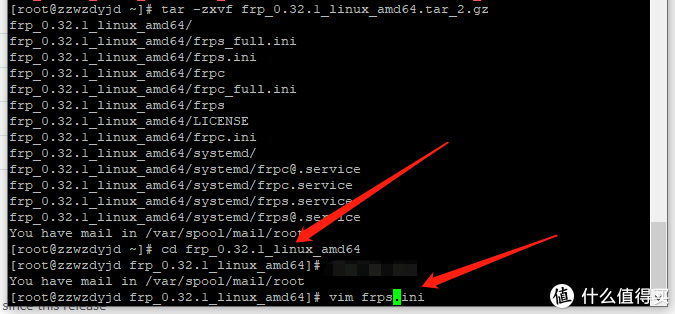 [root@zzwzdyjd ~]# tar -zxvf frp_0.32.1_linux_amd64.tar_2.gz
frp_0.32.1_linux_amd64/
frp_0.32.1_linux_amd64/frps_full.ini
frp_0.32.1_linux_amd64/frps.ini
frp_0.32.1_linux_amd64/frpc
frp_0.32.1_linux_amd64/frpc_full.ini
frp_0.32.1_linux_amd64/frps
frp_0.32.1_linux_amd64/LICENSE
frp_0.32.1_linux_amd64/frpc.ini
frp_0.32.1_linux_amd64/systemd/
frp_0.32.1_linux_amd64/systemd/frpc@.service
frp_0.32.1_linux_amd64/systemd/frpc.service
frp_0.32.1_linux_amd64/systemd/frps.service
frp_0.32.1_linux_amd64/systemd/frps@.service
You have mail in /var/spool/mail/root
[root@zzwzdyjd ~]# cd frp_0.32.1_linux_amd64
[root@zzwzdyjd frp_0.32.1_linux_amd64]#
You have mail in /var/spool/mail/root
[root@zzwzdyjd frp_0.32.1_linux_amd64]# vim frps.ini
since this release
值 什么值得买